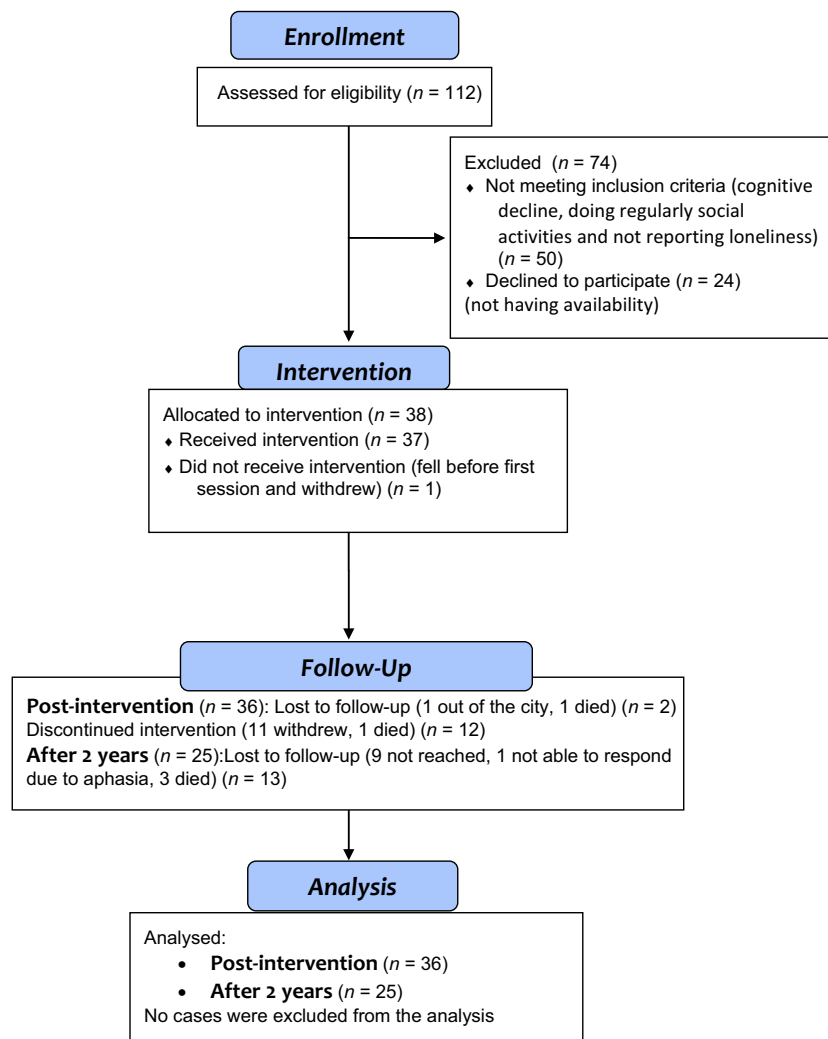 Enrollment
Assessed for eligibility (n = 112)
Excluded (n = 74)
♦ Not meeting inclusion criteria (cognitive
decline, doing regularly social
activities and not reporting loneliness)
(n = 50)
♦ Declined to participate (n = 24)
(not having availability)
Intervention
Allocated to intervention (n = 38)
♦ Received intervention (n = 37)
♦ Did not receive intervention (fell before first
session and withdrew) (n = 1)
Follow-Up
Post-intervention (n = 36): Lost to follow-up (1 out of the city, 1 died) (n = 2)
Discontinued intervention (11 withdrew, 1 died) (n = 12)
After 2 years (n = 25):Lost to follow-up (9 not reached, 1 not able to respond
due to aphasia, 3 died) (n = 13)
Analysis
Analysed:
• Post-intervention (n = 36)
• After 2 years (n = 25)
No cases were excluded from the analysis